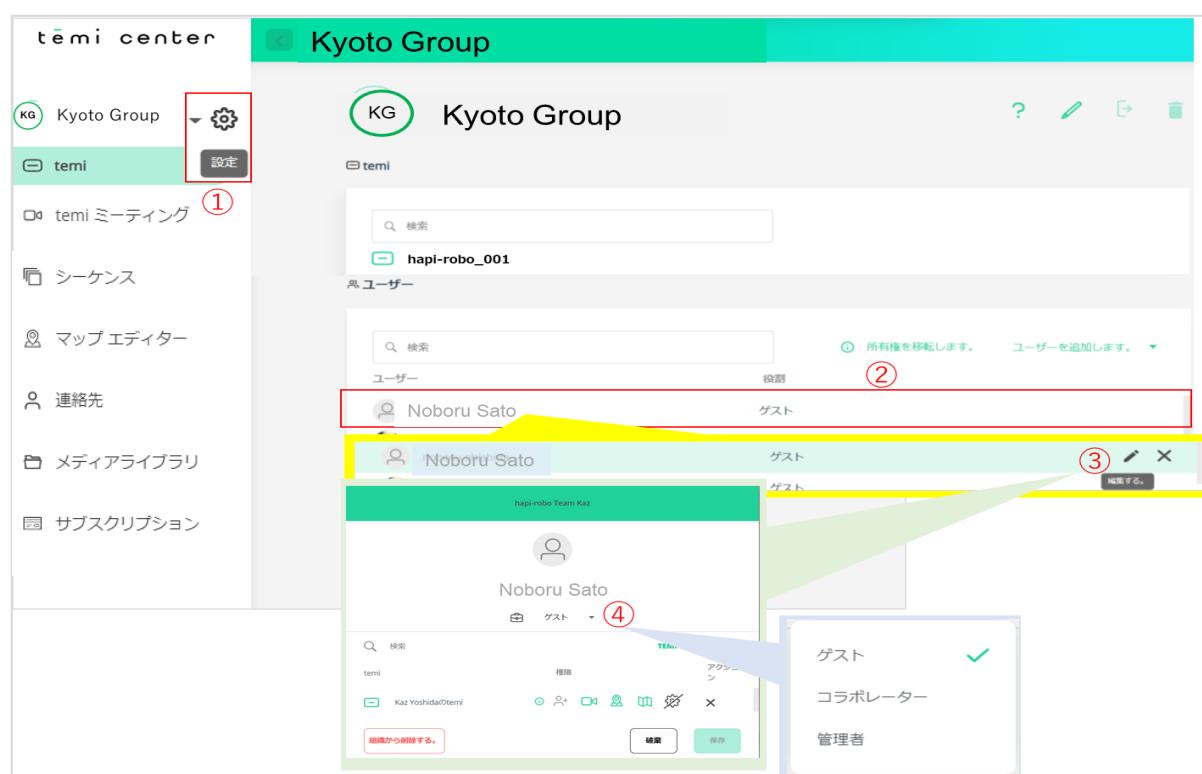 tēmi center
Kyoto Group
KG Kyoto Group
KG Kyoto Group
?
設定
①
temi
temi
temi ミーティング
検索
hapi-robo_001
シーケンス
ユーザー
マップ エディター
検索
所有権を移転します。
ユーザーを追加します。
ユーザー
役割
②
連絡先
Noboru Sato
ゲスト
メディアライブラリ
Noboru Sato
ゲスト
③
編集する。
ゲスト
サブスクリプション
hapi-robo Team Kaz
Noboru Sato
ゲスト
④
検索
temi
権限
Kaz Yoshidaのtemi
組織から削除する。
破棄
保存
ゲスト
コラボレーター
管理者